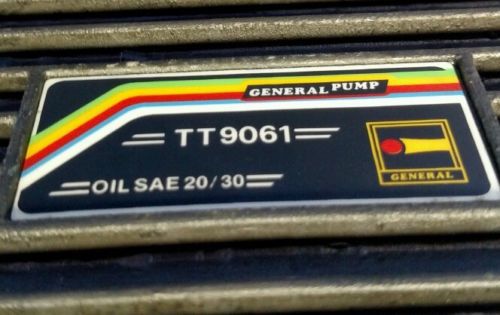 GENERAL PUMP
TT9061
OIL SAE 20/30
GENERAL